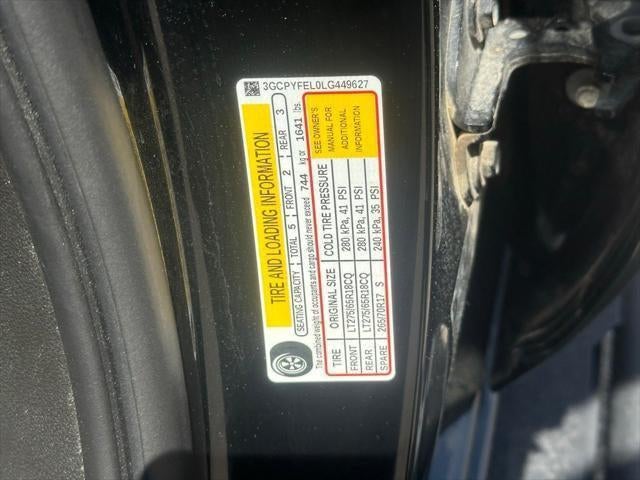 3GCPYFEL0LG449627
TIRE AND LOADING INFORMATION
SEATING CAPACITY | TOTAL 5 | FRONT 2 | REAR 3
The combined weight of occupants and cargo should never exceed 744 kg or 1641 lbs.
TIRE ORIGINAL SIZE COLD TIRE PRESSURE
FRONT LT275/65R18CQ 280 kPa, 41 PSI
REAR LT275/65R18CQ 280 kPa, 41 PSI
SPARE 265/70R17 S 240 kPa, 35 PSI
SEE OWNER'S
MANUAL FOR
ADDITIONAL
INFORMATION